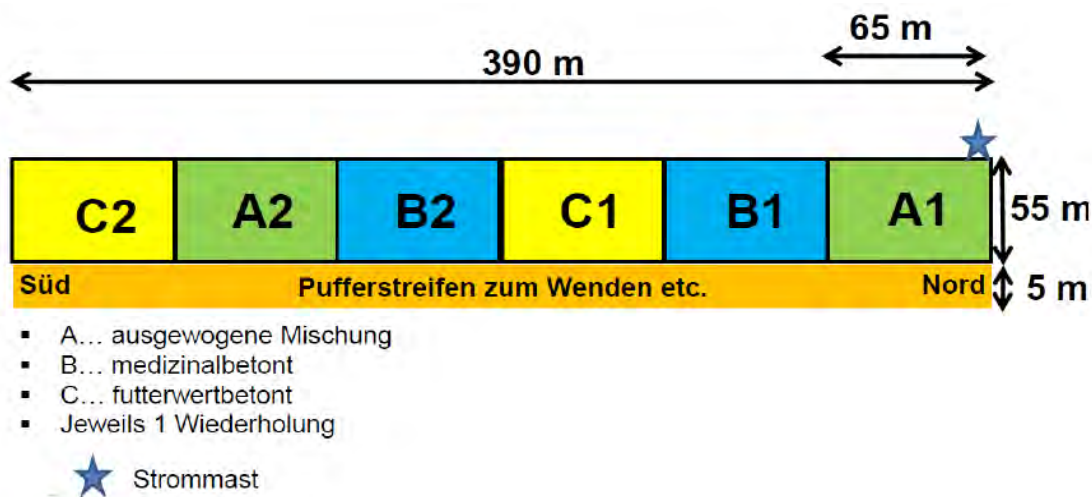 65 m
390 m
C2 A2 B2 C1 B1 A1 55 m
Süd Pufferstreifen zum Wenden etc. Nord 5 m
▪ A... ausgewogene Mischung
▪ B... medizinalbetont
▪ C... futterwertbetont
▪ Jeweils 1 Wiederholung
Strommast